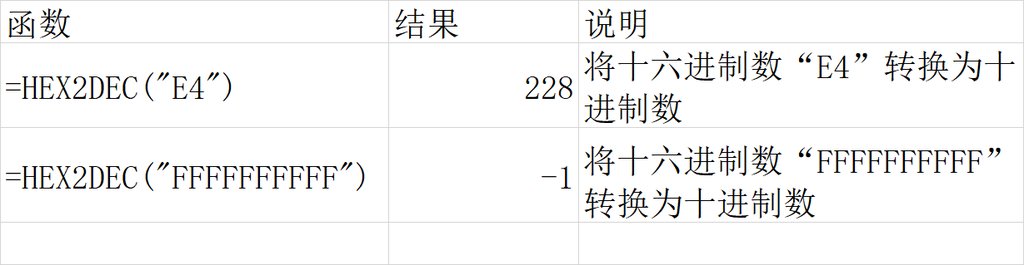 函数 结果 说明
=HEX2DEC("E4") 228 将十六进制数“E4”转换为十
进制数
=HEX2DEC("FFFFFFFFFF") -1 将十六进制数“FFFFFFFFFF”
转换为十进制数